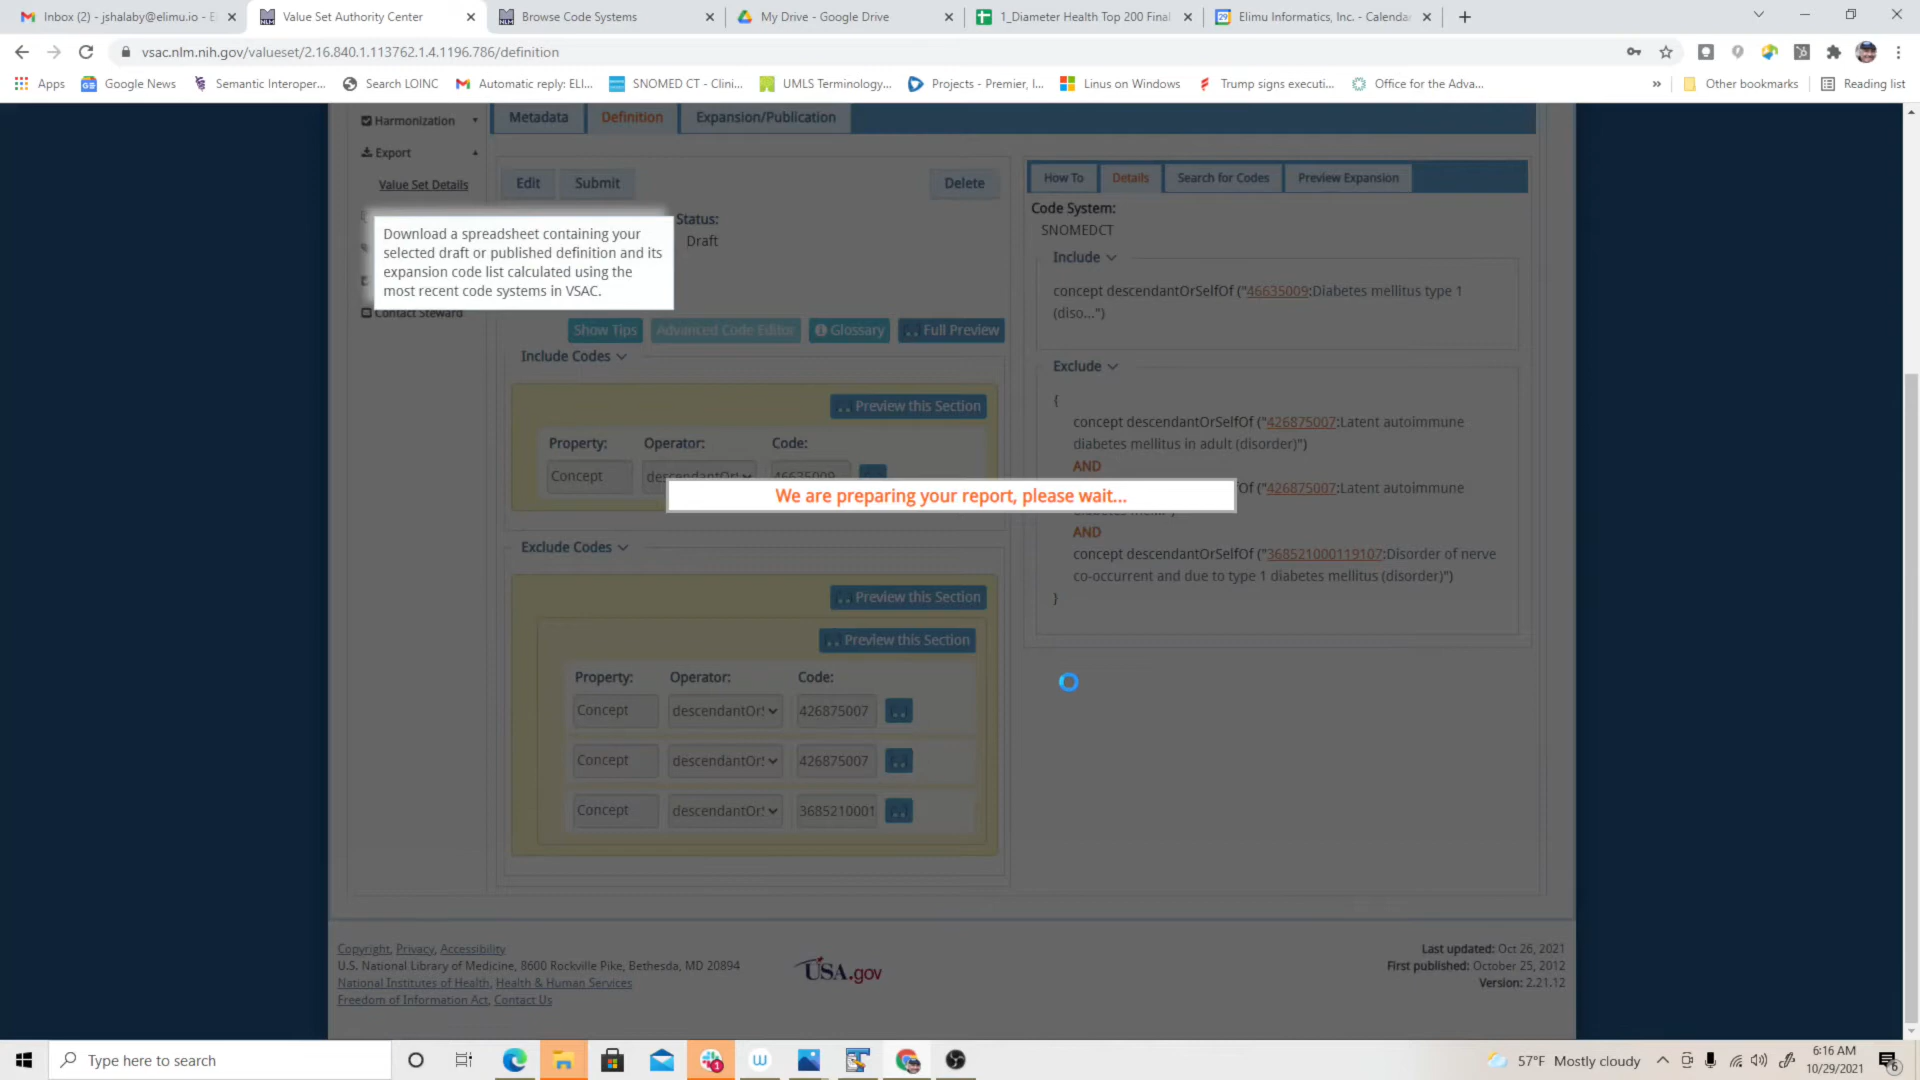 Inbox (2) - jshalaby@elimu.io - E
Value Set Authority Center
Browse Code Systems
My Drive - Google Drive
1_Diameter Health Top 200 Final
Elimu Informatics, Inc. - Calenda
vsac.nlm.nih.gov/valueset/2.16.840.1.113762.1.4.1196.786/definition
Apps
Google News
Semantic Interoper...
Search LOINC
Automatic reply: ELI...
SNOMED CT - Clini...
UMLS Terminology...
Projects - Premier, I...
Linus on Windows
Trump signs executi...
Office for the Adva...
Other bookmarks
Reading list
Harmonization
Metadata
Definition
Expansion/Publication
Export
Value Set Details
Edit
Submit
Delete
How To
Details
Search for Codes
Preview Expansion
Download a spreadsheet containing your
selected draft or published definition and its
expansion code list calculated using the
most recent code systems in VSAC.
Contact Steward
Status:
Draft
Code System:
SNOMEDCT
Include
concept descendantOrSelfOf ("46635009:Diabetes mellitus type 1
(diso...")
Show Tips
Advanced Code Editor
Glossary
Full Preview
Include Codes
Preview this Section
Property:
Operator:
Code:
Concept
descendantOr
46635009
We are preparing your report, please wait...
Exclude
{
concept descendantOrSelfOf ("426875007:Latent autoimmune
diabetes mellitus in adult (disorder)")
AND
Of ("426875007:Latent autoimmune
AND
concept descendantOrSelfOf ("368521000119107:Disorder of nerve
co-occurrent and due to type 1 diabetes mellitus (disorder)")
}
Exclude Codes
Preview this Section
Preview this Section
Property:
Operator:
Code:
Concept
descendantOr!
426875007
Concept
descendantOr!
426875007
Concept
descendantOr!
3685210001
Copyright, Privacy, Accessibility
U.S. National Library of Medicine, 8600 Rockville Pike, Bethesda, MD 20894
National Institutes of Health, Health & Human Services
Freedom of Information Act, Contact Us
USA.gov
Last updated: Oct 26, 2021
First published: October 25, 2012
Version: 2.21.12
Type here to search
57°F Mostly cloudy
6:16 AM
10/29/2021